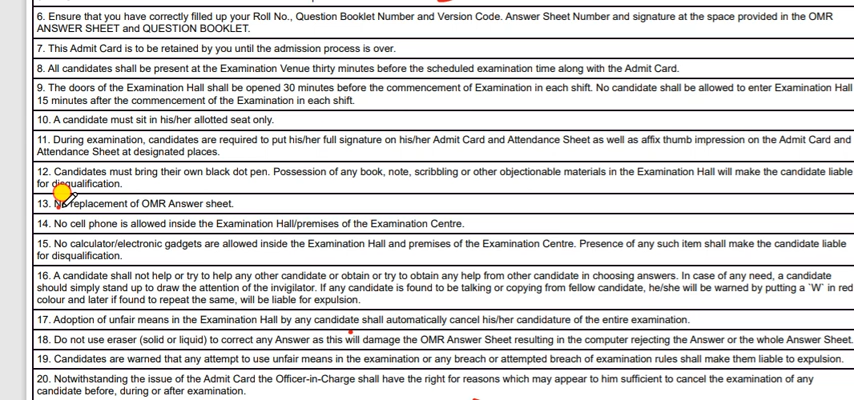 6. Ensure that you have correctly filled up your Roll No., Question Booklet Number and Version Code. Answer Sheet Number and signature at the space provided in the OMR
ANSWER SHEET and QUESTION BOOKLET.
7. This Admit Card is to be retained by you until the admission process is over.
8. All candidates shall be present at the Examination Venue thirty minutes before the scheduled examination time along with the Admit Card.
9. The doors of the Examination Hall shall be opened 30 minutes before the commencement of Examination in each shift. No candidate shall be allowed to enter Examination Hall
15 minutes after the commencement of the Examination in each shift.
10. A candidate must sit in his/her allotted seat only.
11. During examination, candidates are required to put his/her full signature on his/her Admit Card and Attendance Sheet as well as affix thumb impression on the Admit Card and
Attendance Sheet at designated places.
12. Candidates must bring their own black dot pen. Possession of any book, note, scribbling or other objectionable materials in the Examination Hall will make the candidate liable
for disqualification.
13. No replacement of OMR Answer sheet.
14. No cell phone is allowed inside the Examination Hall/premises of the Examination Centre.
15. No calculator/electronic gadgets are allowed inside the Examination Hall and premises of the Examination Centre. Presence of any such item shall make the candidate liable
for disqualification.
16. A candidate shall not help or try to help any other candidate or obtain or try to obtain any help from other candidate in choosing answers. In case of any need, a candidate
should simply stand up to draw the attention of the invigilator. If any candidate is found to be talking or copying from fellow candidate, he/she will be warned by putting a `W` in red
colour and later if found to repeat the same, will be liable for expulsion.
17. Adoption of unfair means in the Examination Hall by any candidate shall automatically cancel his/her candidature of the entire examination.
18. Do not use eraser (solid or liquid) to correct any Answer as this will damage the OMR Answer Sheet resulting in the computer rejecting the Answer or the whole Answer Sheet.
19. Candidates are warned that any attempt to use unfair means in the examination or any breach or attempted breach of examination rules shall make them liable to expulsion.
20. Notwithstanding the issue of the Admit Card the Officer-in-Charge shall have the right for reasons which may appear to him sufficient to cancel the examination of any
candidate before, during or after examination.